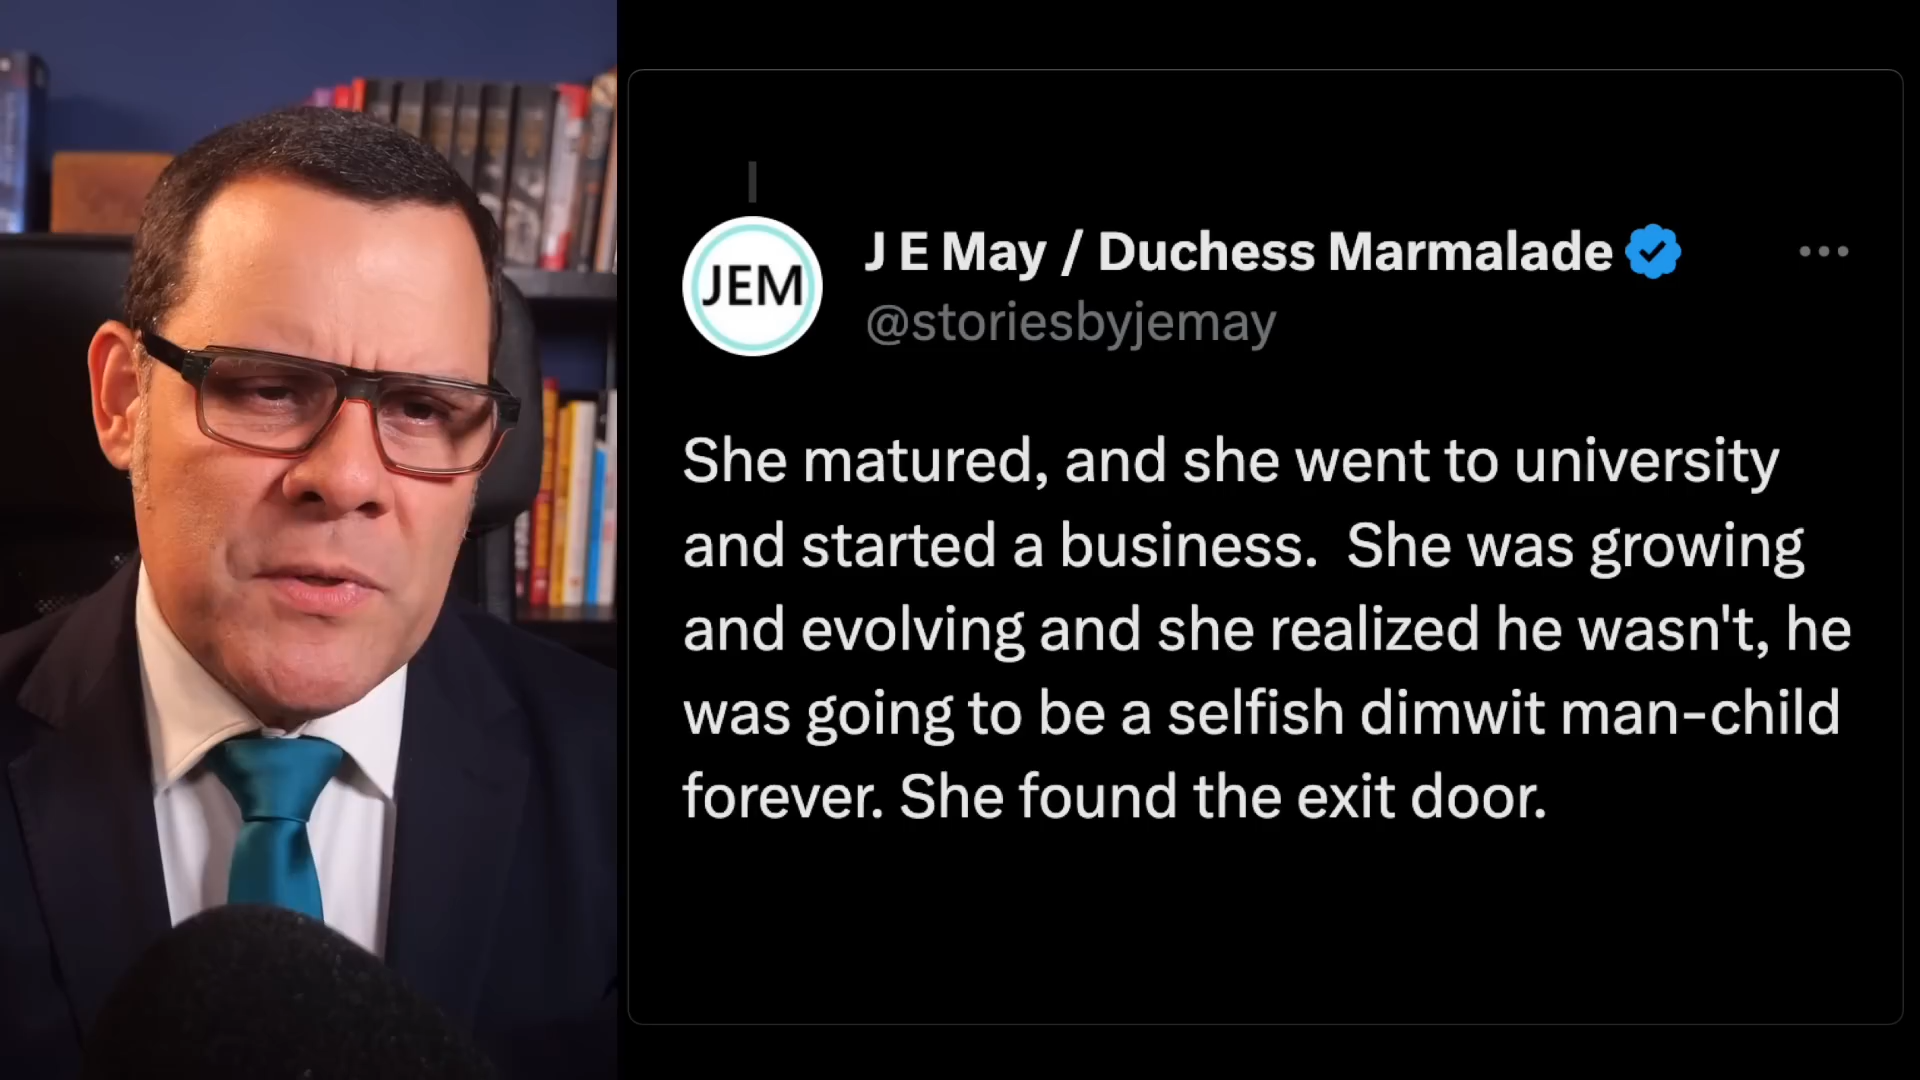 JEM
J E May / Duchess Marmalade
@storiesbyjemay
She matured, and she went to university
and started a business.  She was growing
and evolving and she realized he wasn't, he
was going to be a selfish dimwit man-child
forever. She found the exit door.